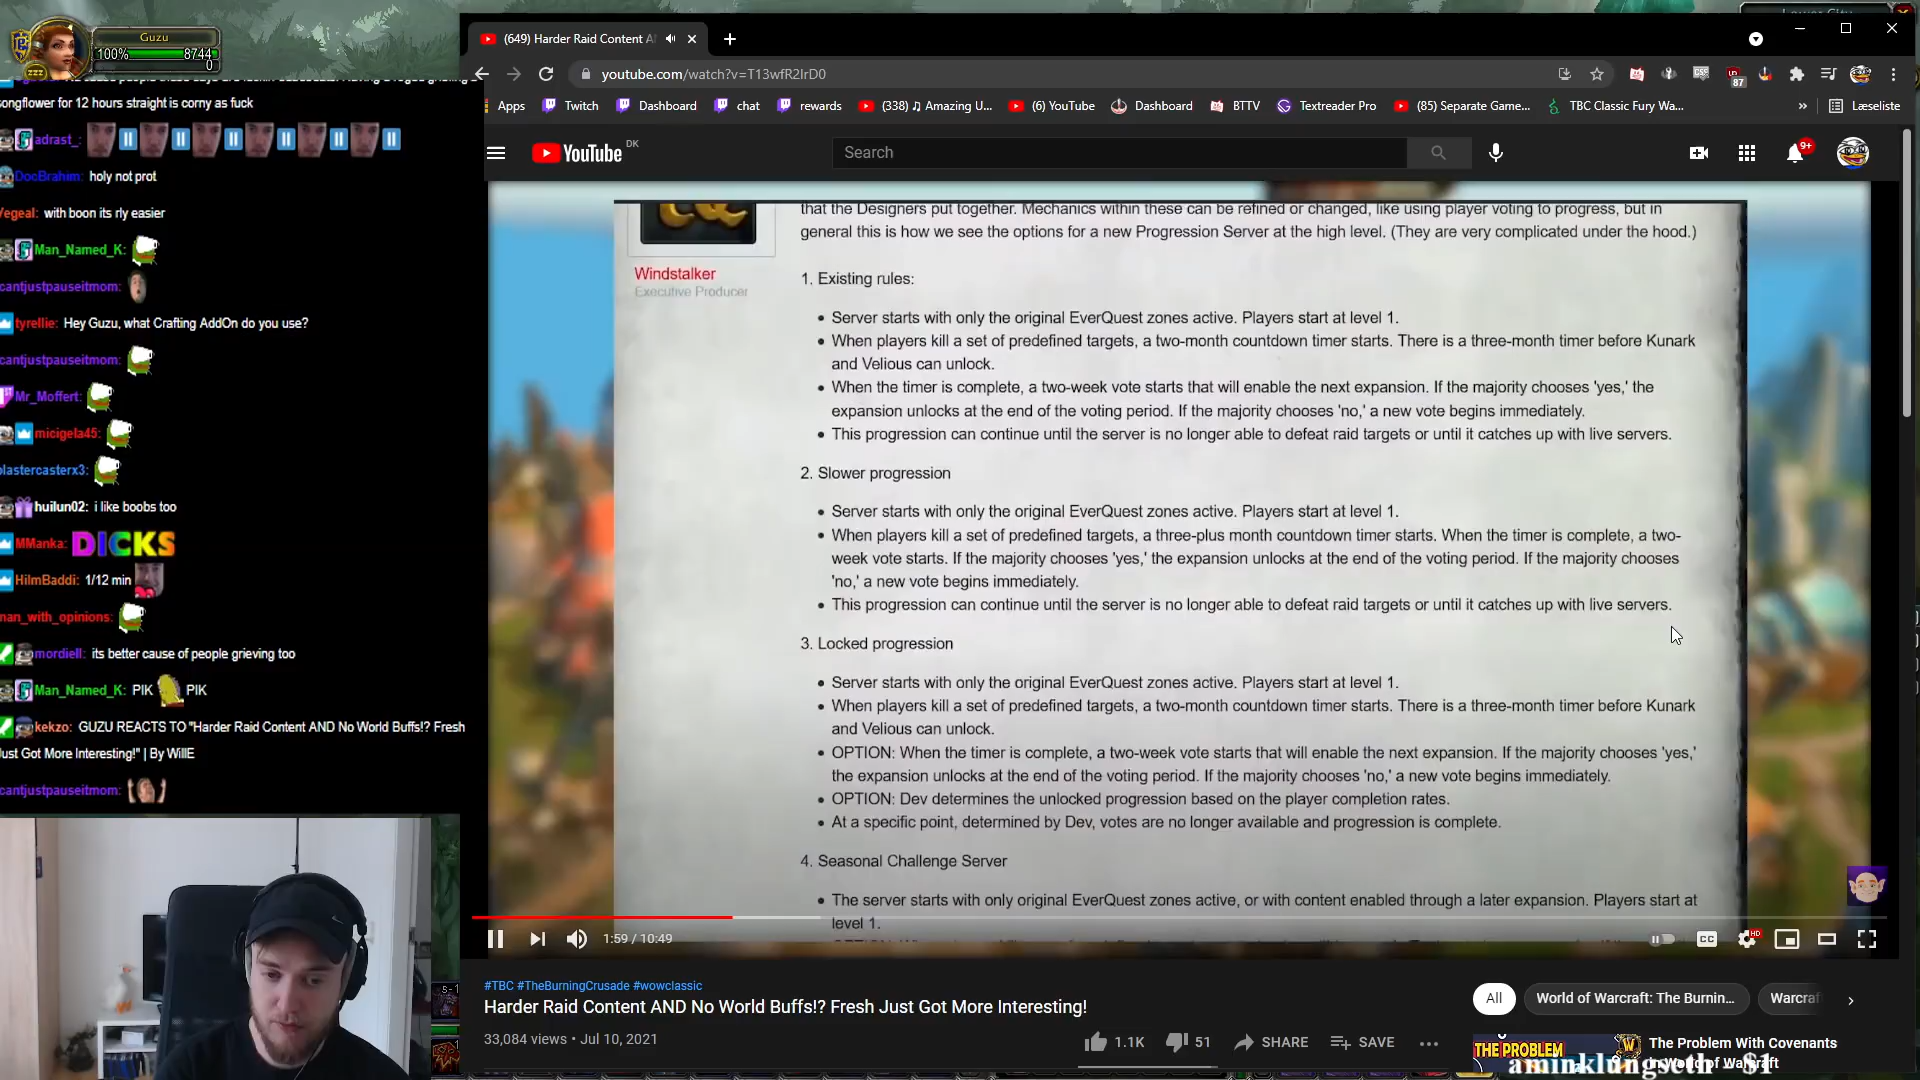 Guzu
100%
8744
0
zzz
songflower for 12 hours straight is corny as fuck
adrast_:
DocBrahim: holy not prot
Vegeal: with boon its rly easier
Man_Named_K:
cantjustpauseitmom:
tyrellie: Hey Guzu, what Crafting AddOn do you use?
cantjustpauseitmom:
Mr_Moffert:
micigela45:
blastercasterx3:
huilun02: i like boobs too
MManka: DICKS
HilmBaddi: 1/12 min
man_with_opinions:
mordiell: its better cause of people grieving too
Man_Named_K: PIK PIK
kekzo: GUZU REACTS TO "Harder Raid Content AND No World Buffs!? Fresh
Just Got More Interesting!" | By WillE
cantjustpauseitmom:
(649) Harder Raid Content A
youtube.com/watch?v=T13wfR2IrD0
87
Apps
Twitch
Dashboard
chat
rewards
(338) ♫ Amazing U...
(6) YouTube
Dashboard
BTTV
Textreader Pro
(85) Separate Game...
TBC Classic Fury Wa...
»
Læseliste
YouTube DK
Search
9+
that the Designers put together. Mechanics within these can be refined or changed, like using player voting to progress, but in
general this is how we see the options for a new Progression Server at the high level. (They are very complicated under the hood.)
Windstalker
Executive Producer
1. Existing rules:
• Server starts with only the original EverQuest zones active. Players start at level 1.
• When players kill a set of predefined targets, a two-month countdown timer starts. There is a three-month timer before Kunark
and Velious can unlock.
• When the timer is complete, a two-week vote starts that will enable the next expansion. If the majority chooses 'yes,' the
expansion unlocks at the end of the voting period. If the majority chooses 'no,' a new vote begins immediately.
• This progression can continue until the server is no longer able to defeat raid targets or until it catches up with live servers.
2. Slower progression
• Server starts with only the original EverQuest zones active. Players start at level 1.
• When players kill a set of predefined targets, a three-plus month countdown timer starts. When the timer is complete, a two-
week vote starts. If the majority chooses 'yes,' the expansion unlocks at the end of the voting period. If the majority chooses
'no,' a new vote begins immediately.
• This progression can continue until the server is no longer able to defeat raid targets or until it catches up with live servers.
3. Locked progression
• Server starts with only the original EverQuest zones active. Players start at level 1.
• When players kill a set of predefined targets, a two-month countdown timer starts. There is a three-month timer before Kunark
and Velious can unlock.
• OPTION: When the timer is complete, a two-week vote starts that will enable the next expansion. If the majority chooses 'yes,'
the expansion unlocks at the end of the voting period. If the majority chooses 'no,' a new vote begins immediately.
• OPTION: Dev determines the unlocked progression based on the player completion rates.
• At a specific point, determined by Dev, votes are no longer available and progression is complete.
4. Seasonal Challenge Server
• The server starts with only original EverQuest zones active, or with content enabled through a later expansion. Players start at
level 1.
1:59 / 10:49
CC
HD
#TBC #TheBurningCrusade #wowclassic
Harder Raid Content AND No World Buffs!? Fresh Just Got More Interesting!
33,084 views • Jul 10, 2021
1.1K
51
SHARE
SAVE
All
World of Warcraft: The Burnin...
Warcraf
THE PROBLEM
The Problem With Covenants
in World of Warcraft
aminklungseth - $1